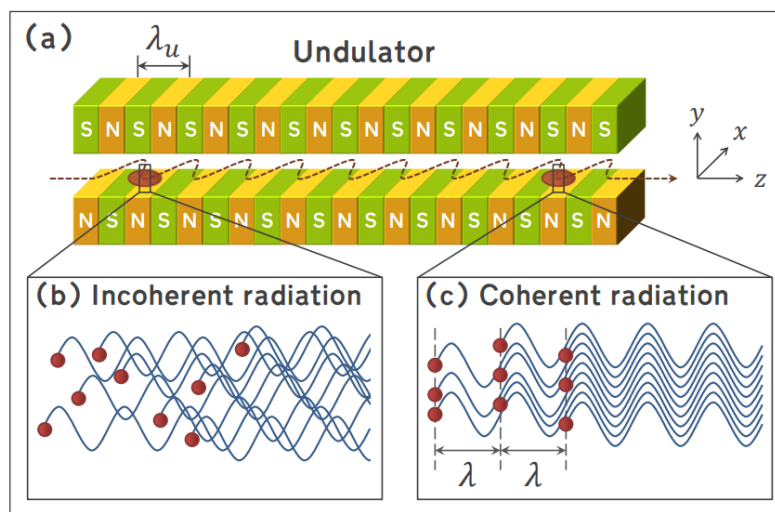 (a)
λu
Undulator
S N S N S N S N S N S N S N S N S N S N S
y
x
z
N S N S N S N S N S N S N S N S N S N S N
(b) Incoherent radiation
(c) Coherent radiation
λ λ